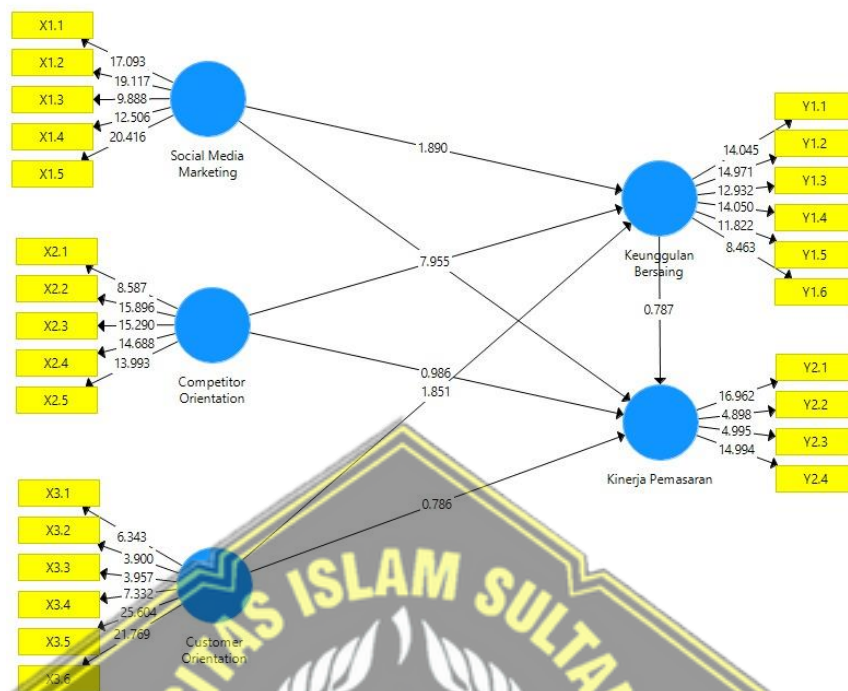 X1.1
X1.2
X1.3
X1.4
X1.5
17.093
19.117
9.888
12.506
20.416
Social Media
Marketing
1.890
X2.1
X2.2
X2.3
X2.4
X2.5
8.587
15.896
15.290
14.688
13.993
Competitor
Orientation
7.955
0.986
1.851
X3.1
X3.2
X3.3
X3.4
X3.5
X3.6
6.343
3.900
3.957
7.332
25.604
21.769
Customer
Orientation
0.786
Y1.1
Y1.2
Y1.3
Y1.4
Y1.5
Y1.6
14.045
14.971
12.932
14.050
11.822
8.463
Keunggulan
Bersaing
0.787
Y2.1
Y2.2
Y2.3
Y2.4
16.962
4.898
4.995
14.994
Kinerja Pemasaran
ISLAM